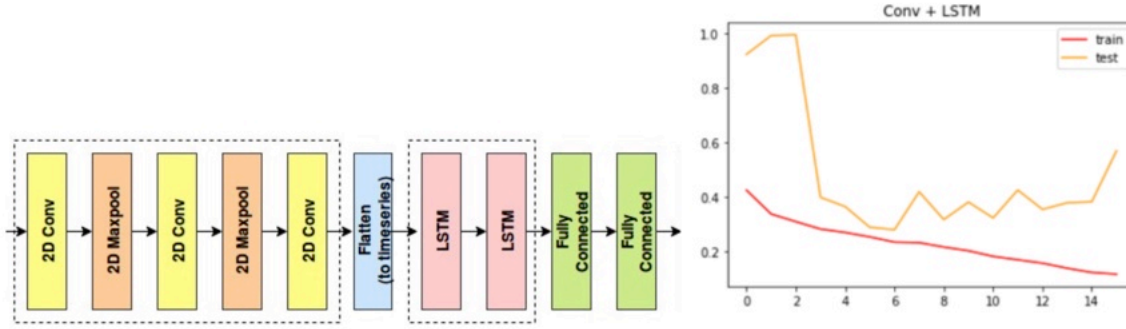 2D Conv
2D Maxpool
2D Conv
2D Maxpool
2D Conv
Flatten
(to timeseries)
LSTM
LSTM
Fully
Connected
Fully
Connected
Conv + LSTM
train
test
1.0
0.8
0.6
0.4
0.2
0 2 4 6 8 10 12 14